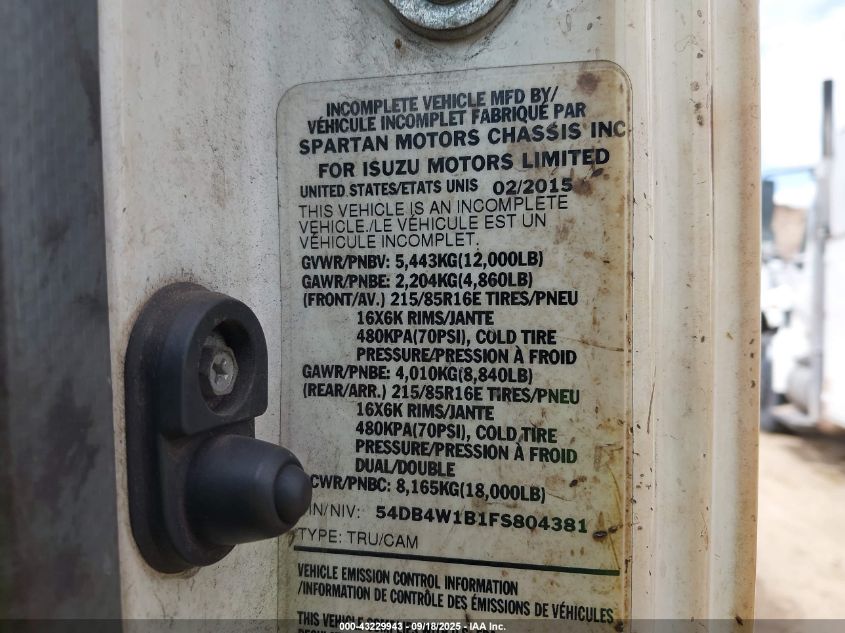 INCOMPLETE VEHICLE MFD BY/
VÉHICULE INCOMPLET FABRIQUÉ PAR
SPARTAN MOTORS CHASSIS INC
FOR ISUZU MOTORS LIMITED
UNITED STATES/ETATS UNIS 02/2015
THIS VEHICLE IS AN INCOMPLETE
VEHICLE./LE VÉHICULE EST UN
VÉHICULE INCOMPLET.
GVWR/PNBV: 5,443KG(12,000LB)
GAWR/PNBE: 2,204KG(4,860LB)
(FRONT/AV.) 215/85R16E TIRES/PNEU
16X6K RIMS/JANTE
480KPA(70PSI), COLD TIRE
PRESSURE/PRESSION À FROID
GAWR/PNBE: 4,010KG(8,840LB)
(REAR/ARR.) 215/85R16E TIRES/PNEU
16X6K RIMS/JANTE
480KPA(70PSI), COLD TIRE
PRESSURE/PRESSION À FROID
DUAL/DOUBLE
CWR/PNBC: 8,165KG(18,000LB)
IN/NIV: 54DB4W1B1FS804381
TYPE: TRU/CAM
VEHICLE EMISSION CONTROL INFORMATION
/INFORMATION DE CONTRÔLE DES ÉMISSIONS DE VÉHICULES
THIS VEHICLE
000-43229943 - 09/18/2025 - IAA, Inc.